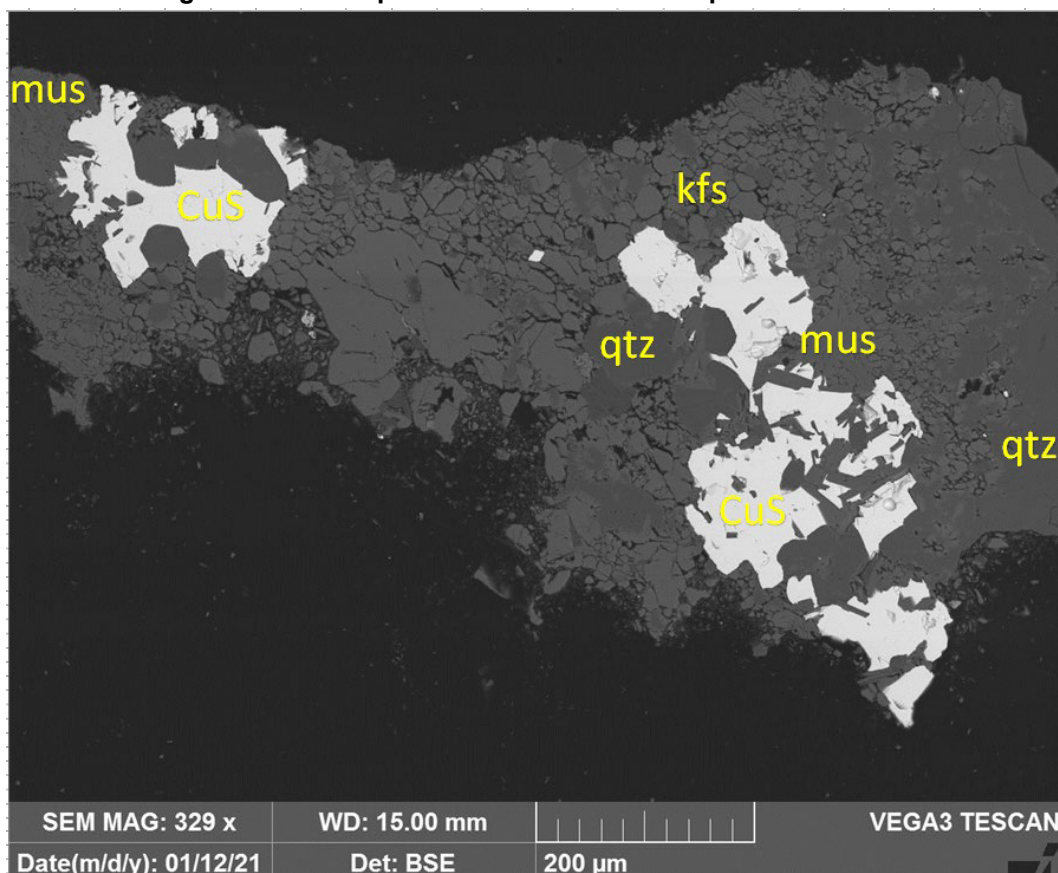 mus
CuS
kfs
qtz
mus
qtz
CuS
SEM MAG: 329 x
WD: 15.00 mm
VEGA3 TESCAN
Date(m/d/y): 01/12/21
Det: BSE
200 µm